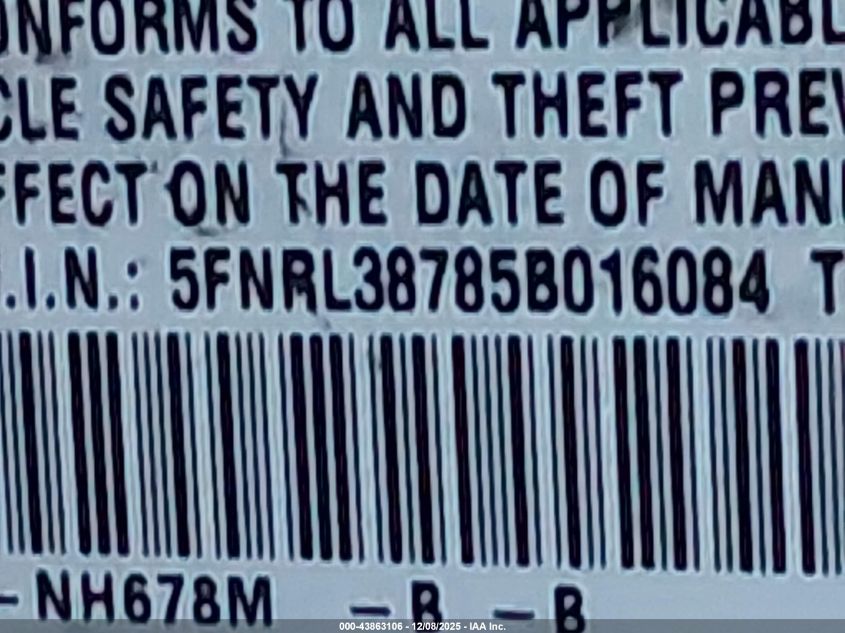 ONFORMS TO ALL APPLICABL
CLE SAFETY AND THEFT PREV
FFECT ON THE DATE OF MAN
.I.N.: 5FNRL38785B016084 T
-NH678M - B - B
000-43863106 - 12/08/2025 - IAA Inc.